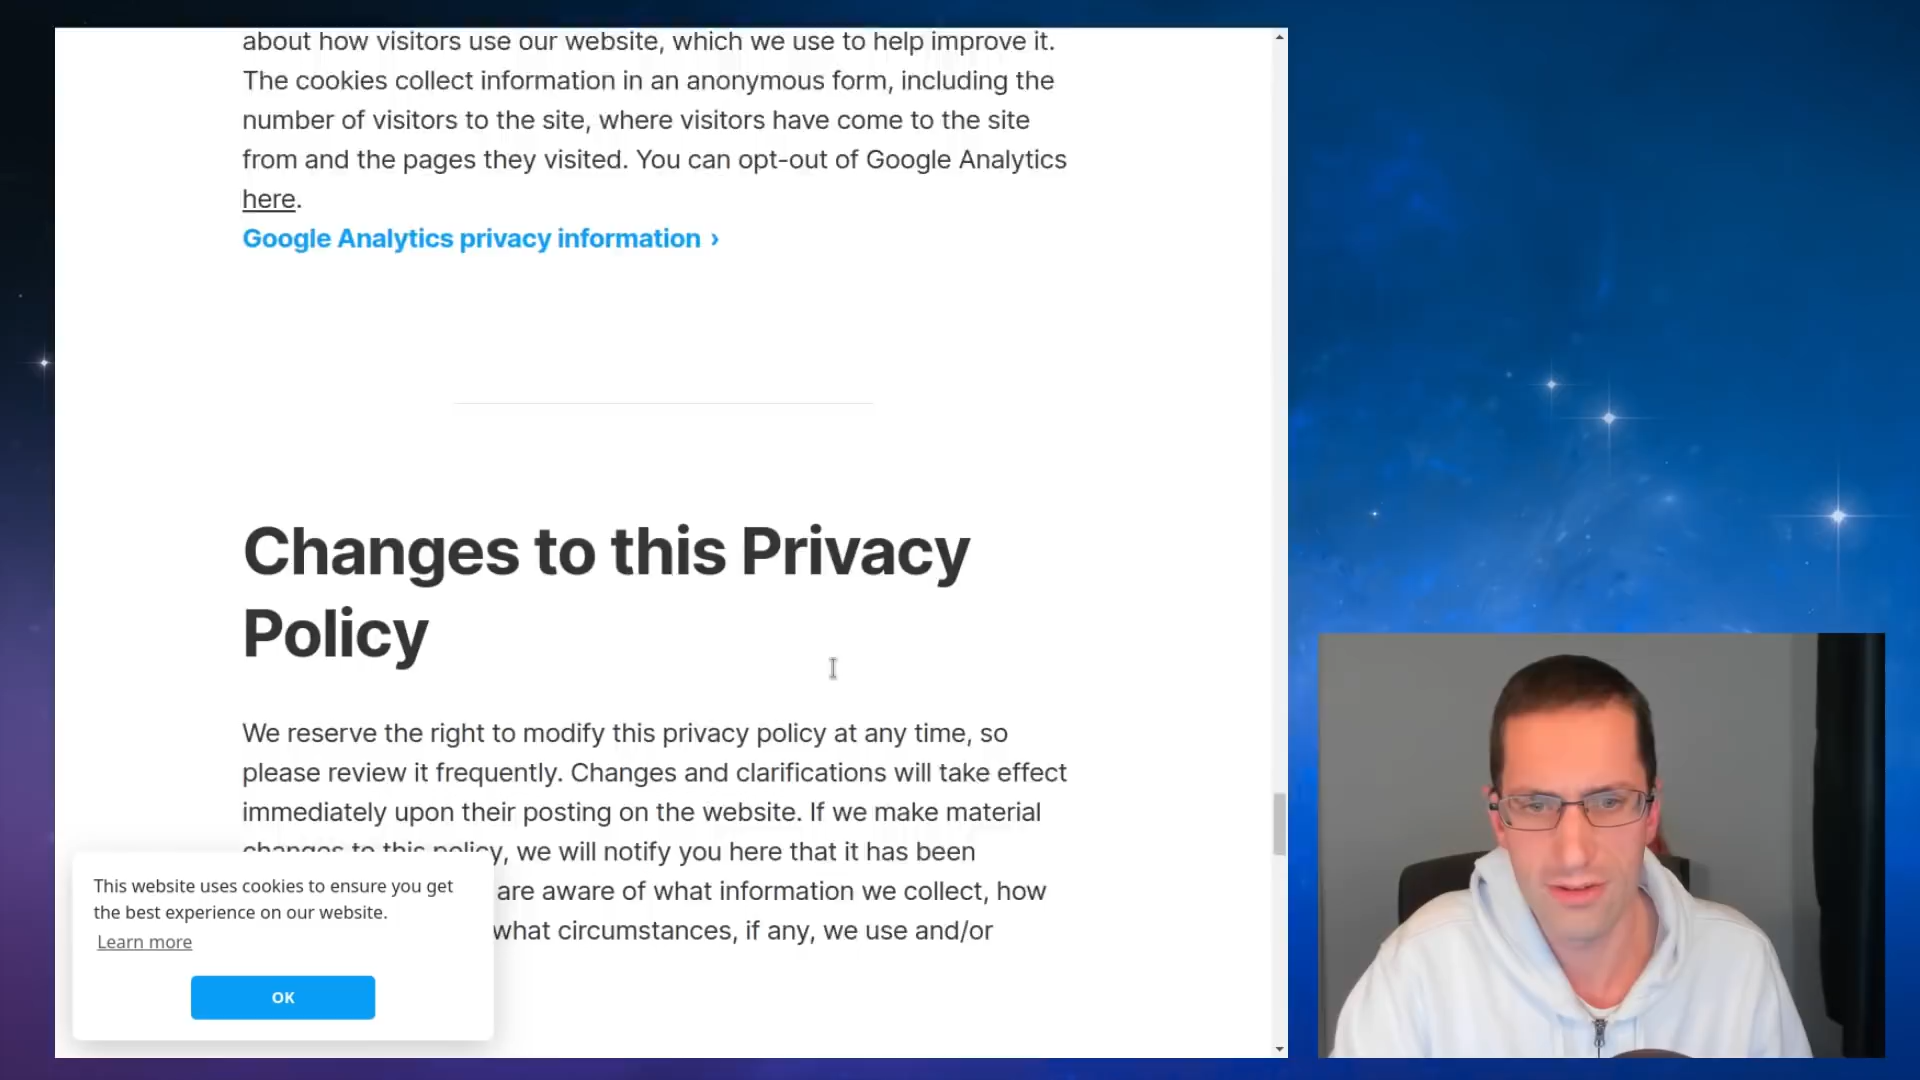 about how visitors use our website, which we use to help improve it.
The cookies collect information in an anonymous form, including the
number of visitors to the site, where visitors have come to the site
from and the pages they visited. You can opt-out of Google Analytics
here.
Google Analytics privacy information ›
Changes to this Privacy
Policy
We reserve the right to modify this privacy policy at any time, so
please review it frequently. Changes and clarifications will take effect
immediately upon their posting on the website. If we make material
changes to this policy, we will notify you here that it has been
are aware of what information we collect, how
what circumstances, if any, we use and/or
This website uses cookies to ensure you get
the best experience on our website.
Learn more
OK